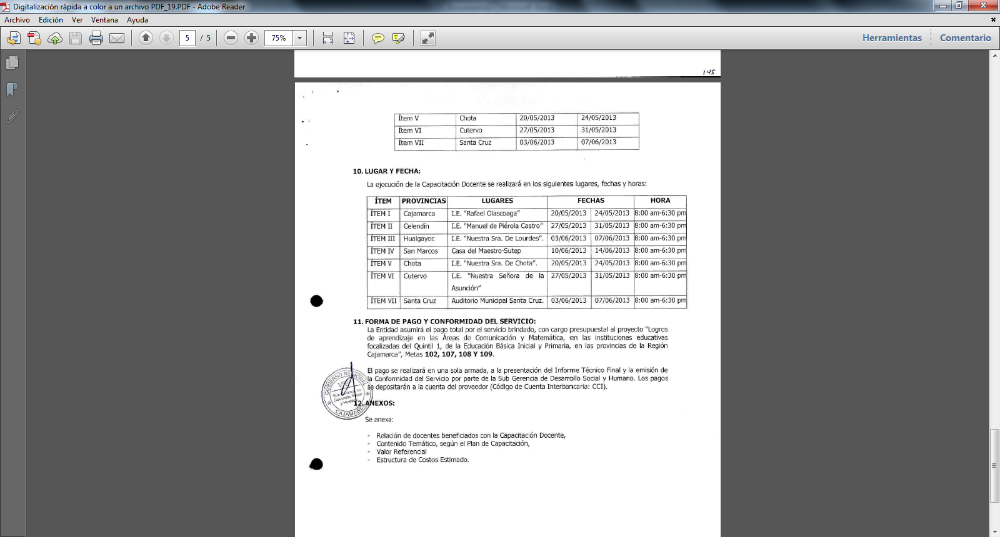 Digitalización rápida a color a un archivo PDF_19.PDF - Adobe Reader
Archivo Edición Ver Ventana Ayuda
5 / 5 75% Herramientas Comentario
145
Ítem V Chota 20/05/2013 24/05/2013
Ítem VI Cutervo 27/05/2013 31/05/2013
Ítem VII Santa Cruz 03/06/2013 07/06/2013
10. LUGAR Y FECHA:
La ejecución de la Capacitación Docente se realizará en los siguientes lugares, fechas y horas:
ÍTEM PROVINCIAS LUGARES FECHAS HORA
ÍTEM I Cajamarca I.E. "Rafael Olascoaga" 20/05/2013 24/05/2013 8:00 am-6:30 pm
ÍTEM II Celendín I.E. "Manuel de Piérola Castro" 27/05/2013 31/05/2013 8:00 am-6:30 pm
ÍTEM III Hualgayoc I.E. "Nuestra Sra. De Lourdes". 03/06/2013 07/06/2013 8:00 am-6:30 pm
ÍTEM IV San Marcos Casa del Maestro-Sutep 10/06/2013 14/06/2013 8:00 am-6:30 pm
ÍTEM V Chota I.E. "Nuestra Sra. De Chota". 20/05/2013 24/05/2013 8:00 am-6:30 pm
ÍTEM VI Cutervo I.E. "Nuestra Señora de la 27/05/2013 31/05/2013 8:00 am-6:30 pm
Asunción"
ÍTEM VII Santa Cruz Auditorio Municipal Santa Cruz. 03/06/2013 07/06/2013 8:00 am-6:30 pm
11. FORMA DE PAGO Y CONFORMIDAD DEL SERVICIO:
La Entidad asumirá el pago total por el servicio brindado, con cargo presupuestal al proyecto "Logros
de aprendizaje en las Áreas de Comunicación y Matemática, en las instituciones educativas
focalizadas del Quintil 1, de la Educación Básica Inicial y Primaria, en las provincias de la Región
Cajamarca", Metas 102, 107, 108 Y 109.
El pago se realizará en una sola armada, a la presentación del Informe Técnico Final y la emisión de
la Conformidad del Servicio por parte de la Sub Gerencia de Desarrollo Social y Humano. Los pagos
se depositarán a la cuenta del proveedor (Código de Cuenta Interbancaria: CCI).
GOBIERNO REGIONAL
Desarrollo Social
y Humano
CAJAMARCA
12. ANEXOS:
Se anexa:
- Relación de docentes beneficiados con la Capacitación Docente,
- Contenido Temático, según el Plan de Capacitación,
- Valor Referencial
- Estructura de Costos Estimado.